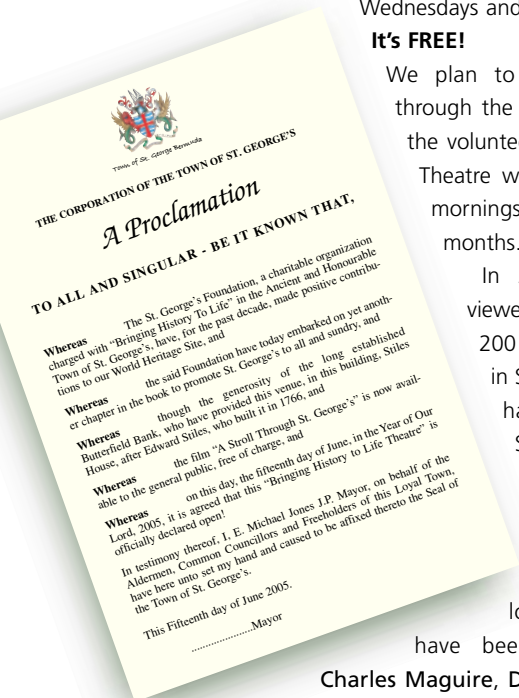 Wednesdays and
It's FREE!
We plan to
through the
the volunte
Theatre w
mornings
months.
In
viewe
200
in S
ha
S
lo
have been
Charles Maguire, D
Town of St. George Bermuda
THE CORPORATION OF THE TOWN OF ST. GEORGE'S
A Proclamation
TO ALL AND SINGULAR - BE IT KNOWN THAT,
Whereas The St. George's Foundation, a charitable organization
charged with "Bringing History To Life" in the Ancient and Honourable
Town of St. George's, have, for the past decade, made positive contribu-
tions to our World Heritage Site, and
Whereas the said Foundation have today embarked on yet anoth-
er chapter in the book to promote St. George's to all and sundry, and
Whereas though the generosity of the long established
Butterfield Bank, who have provided this venue, in this building, Stiles
House, after Edward Stiles, who built it in 1766, and
Whereas the film "A Stroll Through St. George's" is now avail-
able to the general public, free of charge, and
Whereas on this day, the fifteenth day of June, in the Year of Our
Lord, 2005, it is agreed that this "Bringing History to Life Theatre" is
officially declared open!
In testimony thereof, I, E. Michael Jones J.P. Mayor, on behalf of the
Aldermen, Common Councillors and Freeholders of this Loyal Town,
have here unto set my hand and caused to be affixed thereto the Seal of
the Town of St. George's.
This Fifteenth day of June 2005.
......................Mayor